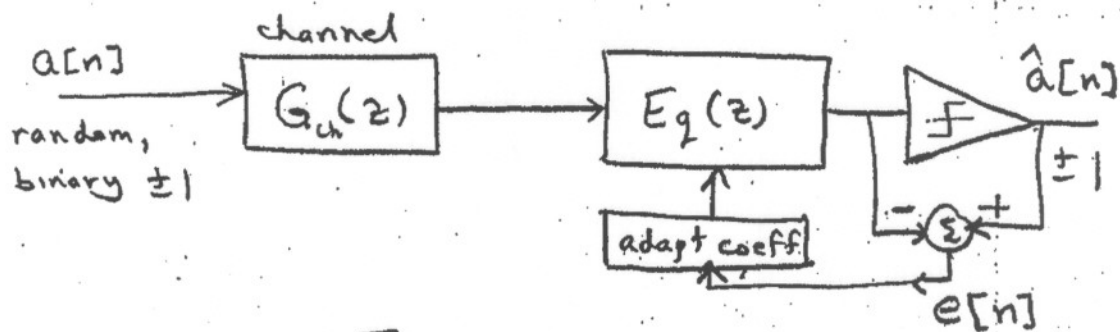 channel
a[n]
random,
binary ±1
G_ch(z)
Eq(z)
â[n]
±1
- +
Σ
adapt coeff
e[n]